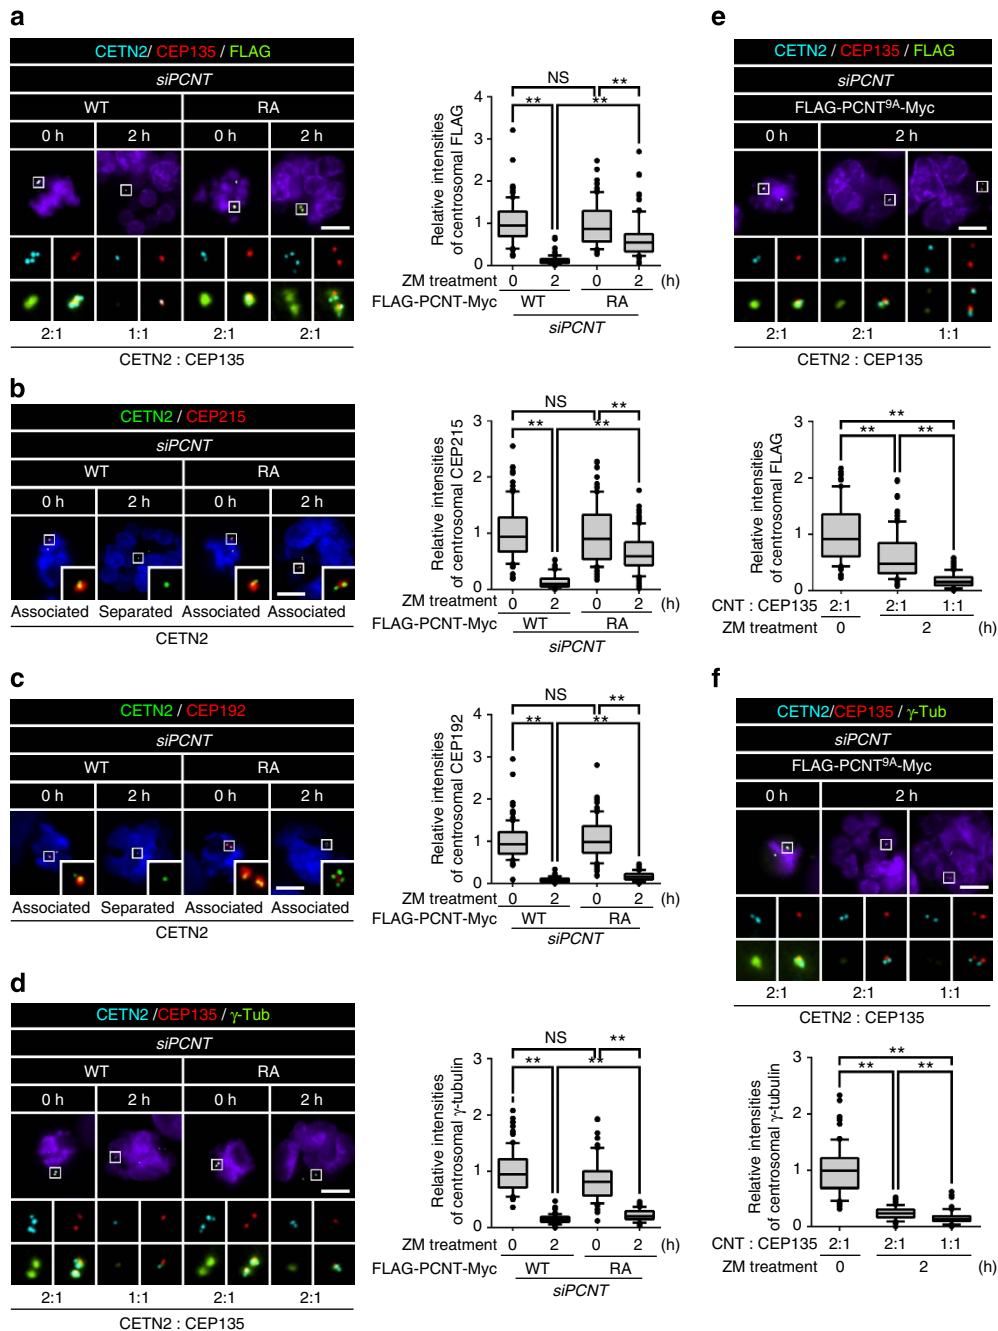 a
CETN2/ CEP135 / FLAG
siPCNT
WT RA
0 h 2 h 0 h 2 h
2:1 1:1 2:1 2:1
CETN2 : CEP135
Relative intensities
of centrosomal FLAG
NS **
** **
4
3
2
1
0
ZM treatment 0 2 0 2 (h)
FLAG-PCNT-Myc WT RA
siPCNT
b
CETN2 / CEP215
siPCNT
WT RA
0 h 2 h 0 h 2 h
Associated Separated Associated Associated
CETN2
Relative intensities
of centrosomal CEP215
NS **
** **
3
2
1
0
ZM treatment 0 2 0 2 (h)
FLAG-PCNT-Myc WT RA
siPCNT
c
CETN2 / CEP192
siPCNT
WT RA
0 h 2 h 0 h 2 h
Associated Separated Associated Associated
CETN2
Relative intensities
of centrosomal CEP192
NS **
** **
4
3
2
1
0
ZM treatment 0 2 0 2 (h)
FLAG-PCNT-Myc WT RA
siPCNT
d
CETN2 /CEP135 / γ-Tub
siPCNT
WT RA
0 h 2 h 0 h 2 h
2:1 1:1 2:1 2:1
CETN2 : CEP135
Relative intensities
of centrosomal γ-tubulin
NS **
** **
3
2
1
0
ZM treatment 0 2 0 2 (h)
FLAG-PCNT-Myc WT RA
siPCNT
e
CETN2 / CEP135 / FLAG
siPCNT
FLAG-PCNT9A-Myc
0 h 2 h
2:1 2:1 1:1
CETN2 : CEP135
Relative intensities
of centrosomal FLAG
**
** **
3
2
1
0
CNT : CEP135 2:1 2:1 1:1
ZM treatment 0 2 (h)
f
CETN2/CEP135 / γ-Tub
siPCNT
FLAG-PCNT9A-Myc
0 h 2 h
2:1 2:1 1:1
CETN2 : CEP135
Relative intensities
of centrosomal γ-tubulin
**
** **
3
2
1
0
CNT : CEP135 2:1 2:1 1:1
ZM treatment 0 2 (h)